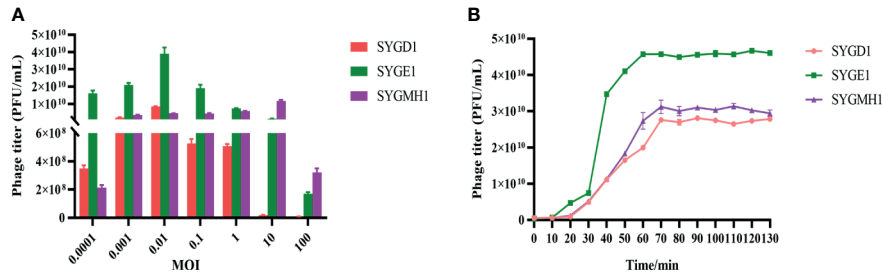 A
Phage titer (PFU/mL)
5×10¹⁰
4×10¹⁰
3×10¹⁰
2×10¹⁰
1×10¹⁰
6×10⁸
4×10⁸
2×10⁸
0
0.0001
0.001
0.01
0.1
1
10
100
MOI
SYGD1
SYGE1
SYGMH1
B
Phage titer (PFU/mL)
5×10¹⁰
4×10¹⁰
3×10¹⁰
2×10¹⁰
1×10¹⁰
0
0 10 20 30 40 50 60 70 80 90 100 110 120 130
Time/min
SYGD1
SYGE1
SYGMH1